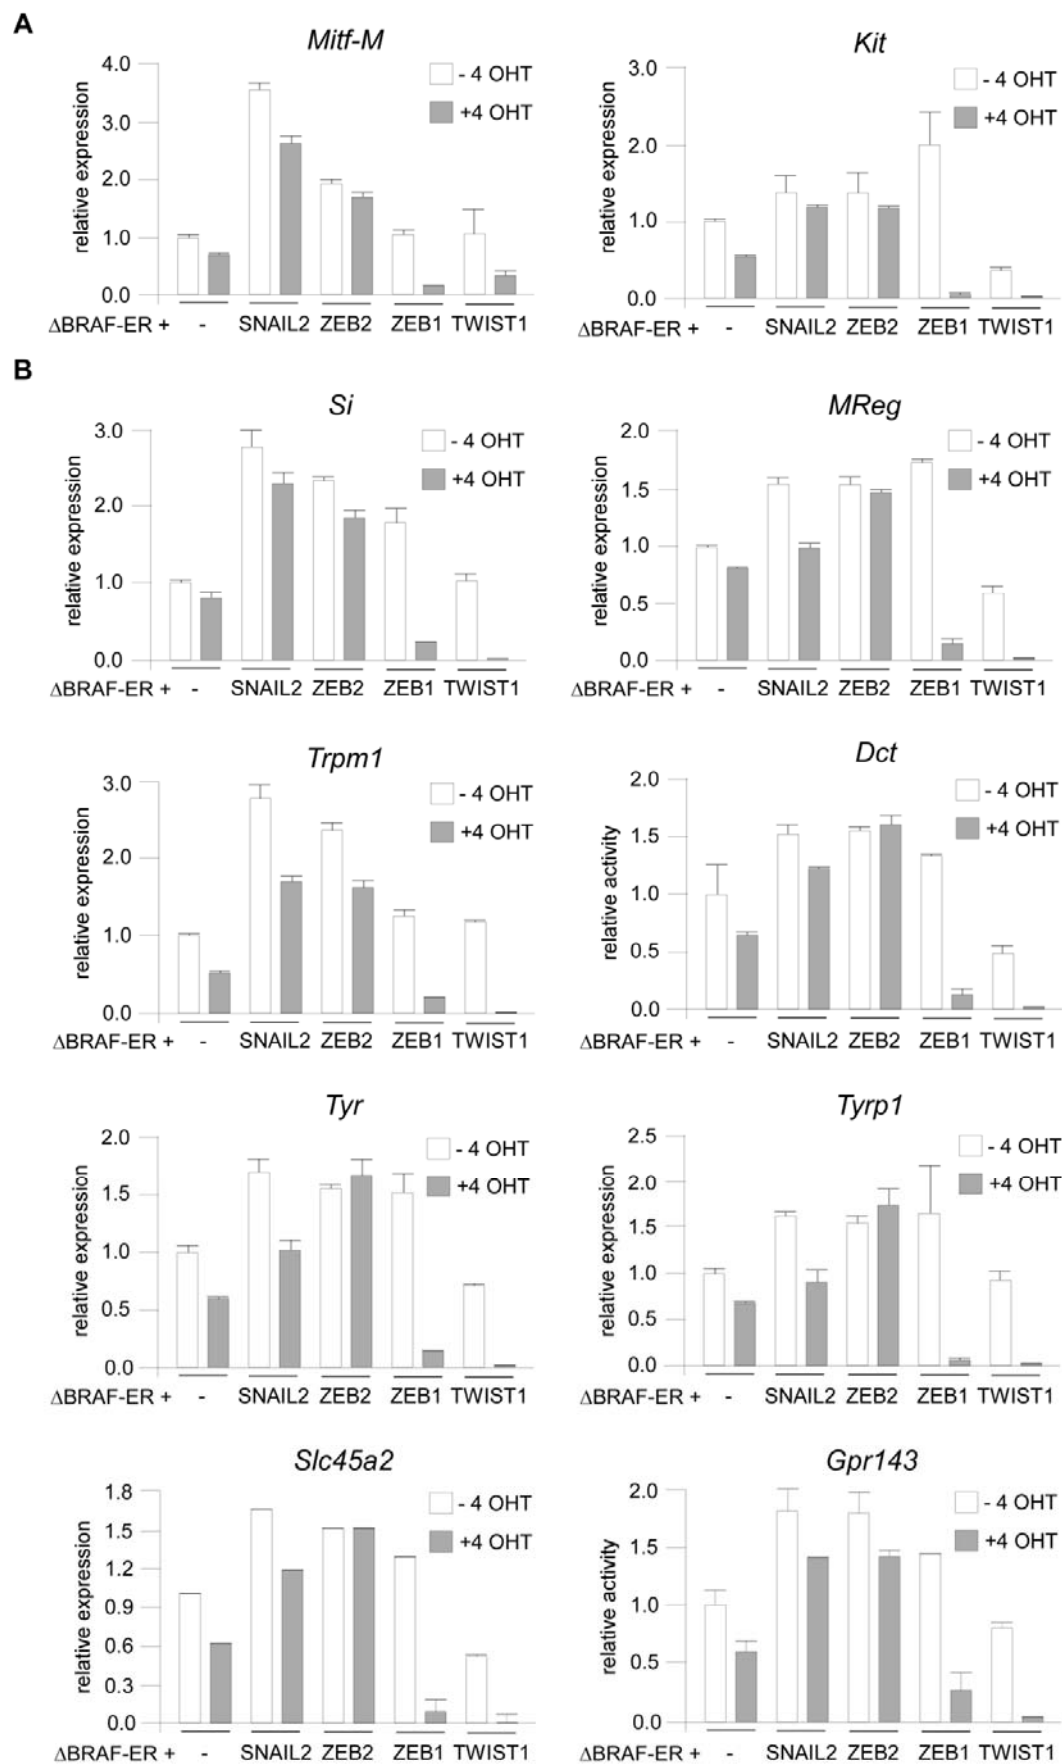 A
Mitf-M
relative expression
4.0
3.0
2.0
1.0
0.0
- 4 OHT
+4 OHT
ΔBRAF-ER + - SNAIL2 ZEB2 ZEB1 TWIST1
Kit
relative expression
3.0
2.0
1.0
0.0
- 4 OHT
+4 OHT
ΔBRAF-ER + - SNAIL2 ZEB2 ZEB1 TWIST1
B
Si
relative expression
3.0
2.0
1.0
0.0
- 4 OHT
+4 OHT
ΔBRAF-ER + - SNAIL2 ZEB2 ZEB1 TWIST1
MReg
relative expression
2.0
1.5
1.0
0.5
0.0
- 4 OHT
+4 OHT
ΔBRAF-ER + - SNAIL2 ZEB2 ZEB1 TWIST1
Trpm1
relative expression
3.0
2.0
1.0
0.0
- 4 OHT
+4 OHT
ΔBRAF-ER + - SNAIL2 ZEB2 ZEB1 TWIST1
Dct
relative activity
2.0
1.5
1.0
0.5
0.0
- 4 OHT
+4 OHT
ΔBRAF-ER + - SNAIL2 ZEB2 ZEB1 TWIST1
Tyr
relative expression
2.0
1.5
1.0
0.5
0.0
- 4 OHT
+4 OHT
ΔBRAF-ER + - SNAIL2 ZEB2 ZEB1 TWIST1
Tyrp1
relative expression
2.5
2.0
1.5
1.0
0.5
0.0
- 4 OHT
+4 OHT
ΔBRAF-ER + - SNAIL2 ZEB2 ZEB1 TWIST1
Slc45a2
relative expression
1.8
1.5
1.2
0.9
0.6
0.3
0.0
- 4 OHT
+4 OHT
ΔBRAF-ER + - SNAIL2 ZEB2 ZEB1 TWIST1
Gpr143
relative activity
2.0
1.5
1.0
0.5
0.0
- 4 OHT
+4 OHT
ΔBRAF-ER + - SNAIL2 ZEB2 ZEB1 TWIST1